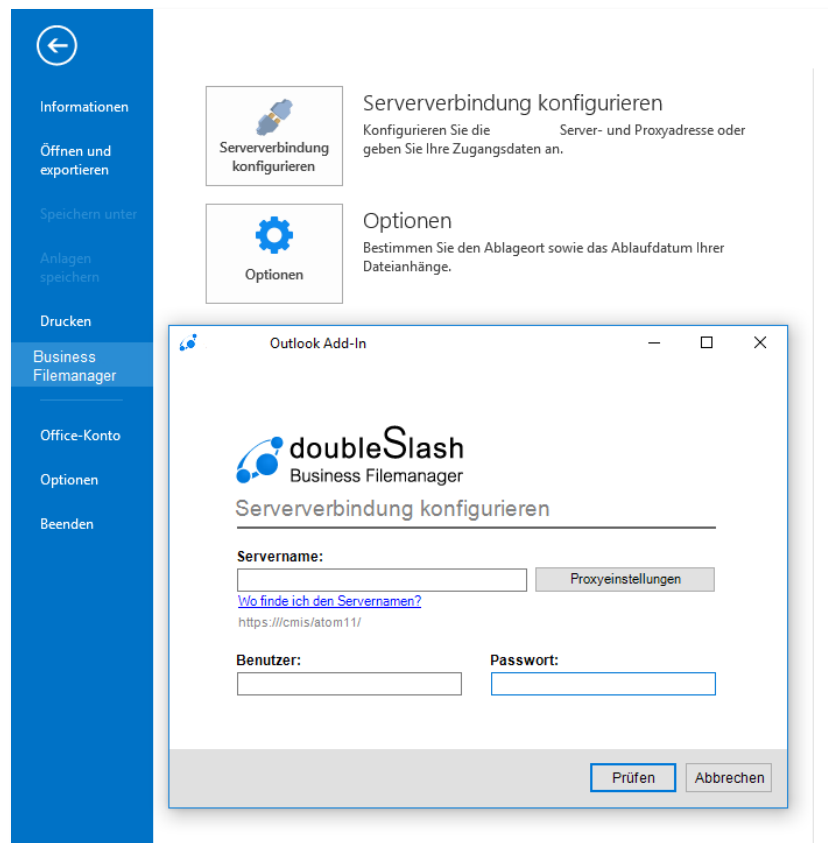 Informationen
Öffnen und
exportieren
Speichern unter
Anlagen
speichern
Drucken
Business
Filemanager
Office-Konto
Optionen
Beenden
Serververbindung
konfigurieren
Serververbindung konfigurieren
Konfigurieren Sie die Server- und Proxyadresse oder
geben Sie Ihre Zugangsdaten an.
Optionen
Optionen
Bestimmen Sie den Ablageort sowie das Ablaufdatum Ihrer
Dateianhänge.
Outlook Add-In
doubleSlash
Business Filemanager
Serververbindung konfigurieren
Servername:
Proxyeinstellungen
Wo finde ich den Servernamen?
https:///cmis/atom11/
Benutzer: Passwort:
Prüfen Abbrechen